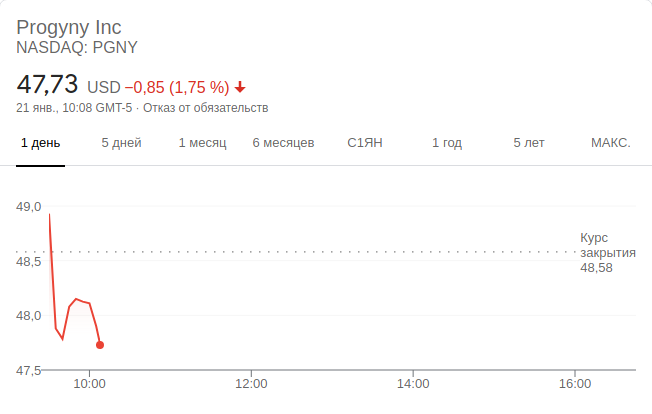 Progyny Inc
NASDAQ: PGNY
47,73 USD −0,85 (1,75 %)
21 янв., 10:08 GMT-5 · Отказ от обязательств
1 день 5 дней 1 месяц 6 месяцев С1ЯН 1 год 5 лет МАКС.
49,0
Курс
закрытия
48,5
48,58
48,0
47,5
10:00 12:00 14:00 16:00